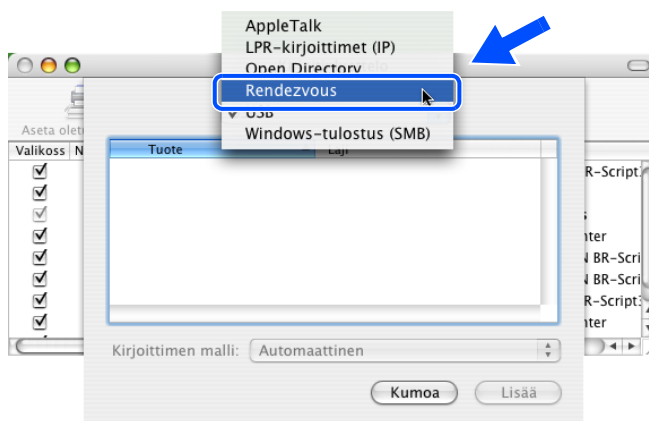 AppleTalk
LPR-kirjoittimet (IP)
Open Directory
Rendezvous
USB
Windows-tulostus (SMB)
Aseta oletu
Valikoss N
Tuote
Laji
R-Script
nter
BR-Scri
BR-Scri
R-Script
nter
Kirjoittimen malli: Automaattinen
Kumoa Lisää